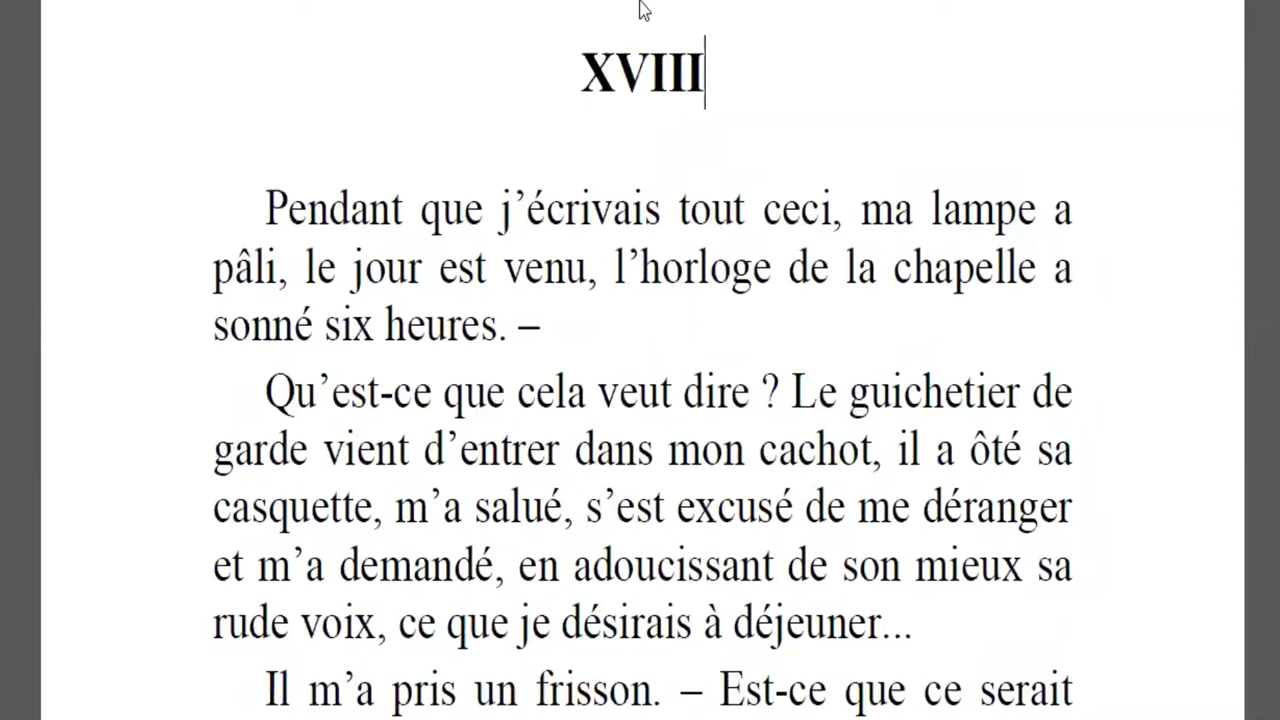 XVIII
Pendant que j’écrivais tout ceci, ma lampe a
pâli, le jour est venu, l’horloge de la chapelle a
sonné six heures. –
Qu’est-ce que cela veut dire ? Le guichetier de
garde vient d’entrer dans mon cachot, il a ôté sa
casquette, m’a salué, s’est excusé de me déranger
et m’a demandé, en adoucissant de son mieux sa
rude voix, ce que je désirais à déjeuner...
Il m’a pris un frisson. – Est-ce que ce serait